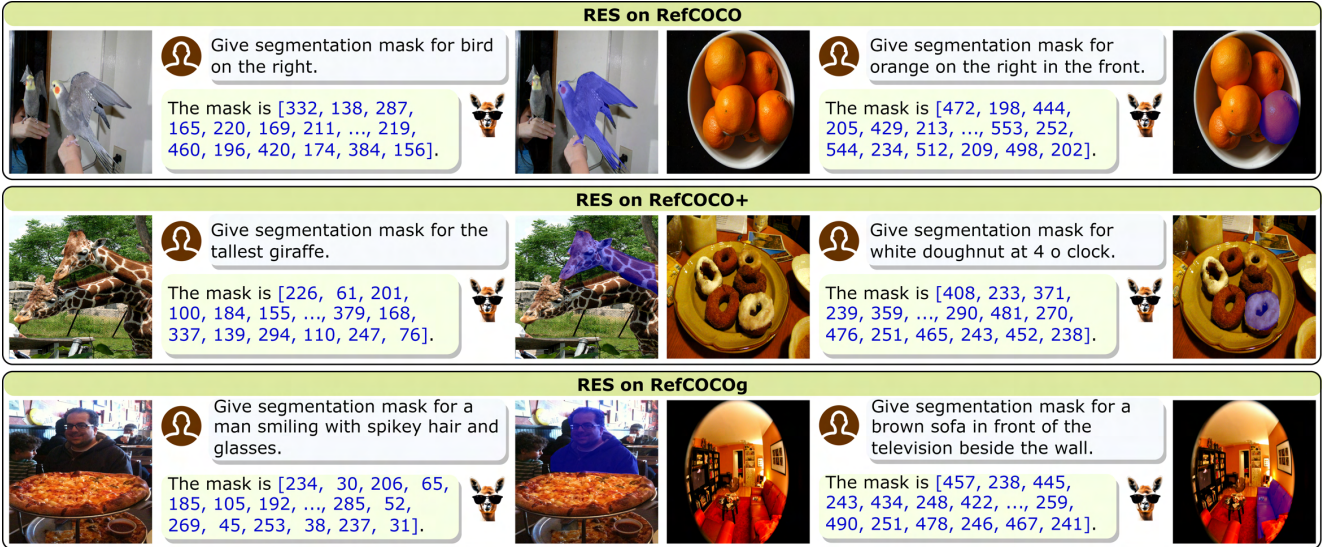 RES on RefCOCO
Give segmentation mask for bird
on the right.
The mask is [332, 138, 287,
165, 220, 169, 211, ..., 219,
460, 196, 420, 174, 384, 156].
Give segmentation mask for
orange on the right in the front.
The mask is [472, 198, 444,
205, 429, 213, ..., 553, 252,
544, 234, 512, 209, 498, 202].
RES on RefCOCO+
Give segmentation mask for the
tallest giraffe.
The mask is [226, 61, 201,
100, 184, 155, ..., 379, 168,
337, 139, 294, 110, 247, 76].
Give segmentation mask for
white doughnut at 4 o clock.
The mask is [408, 233, 371,
239, 359, ..., 290, 481, 270,
476, 251, 465, 243, 452, 238].
RES on RefCOCOg
Give segmentation mask for a
man smiling with spikey hair and
glasses.
The mask is [234, 30, 206, 65,
185, 105, 192, ..., 285, 52,
269, 45, 253, 38, 237, 31].
Give segmentation mask for a
brown sofa in front of the
television beside the wall.
The mask is [457, 238, 445,
243, 434, 248, 422, ..., 259,
490, 251, 478, 246, 467, 241].